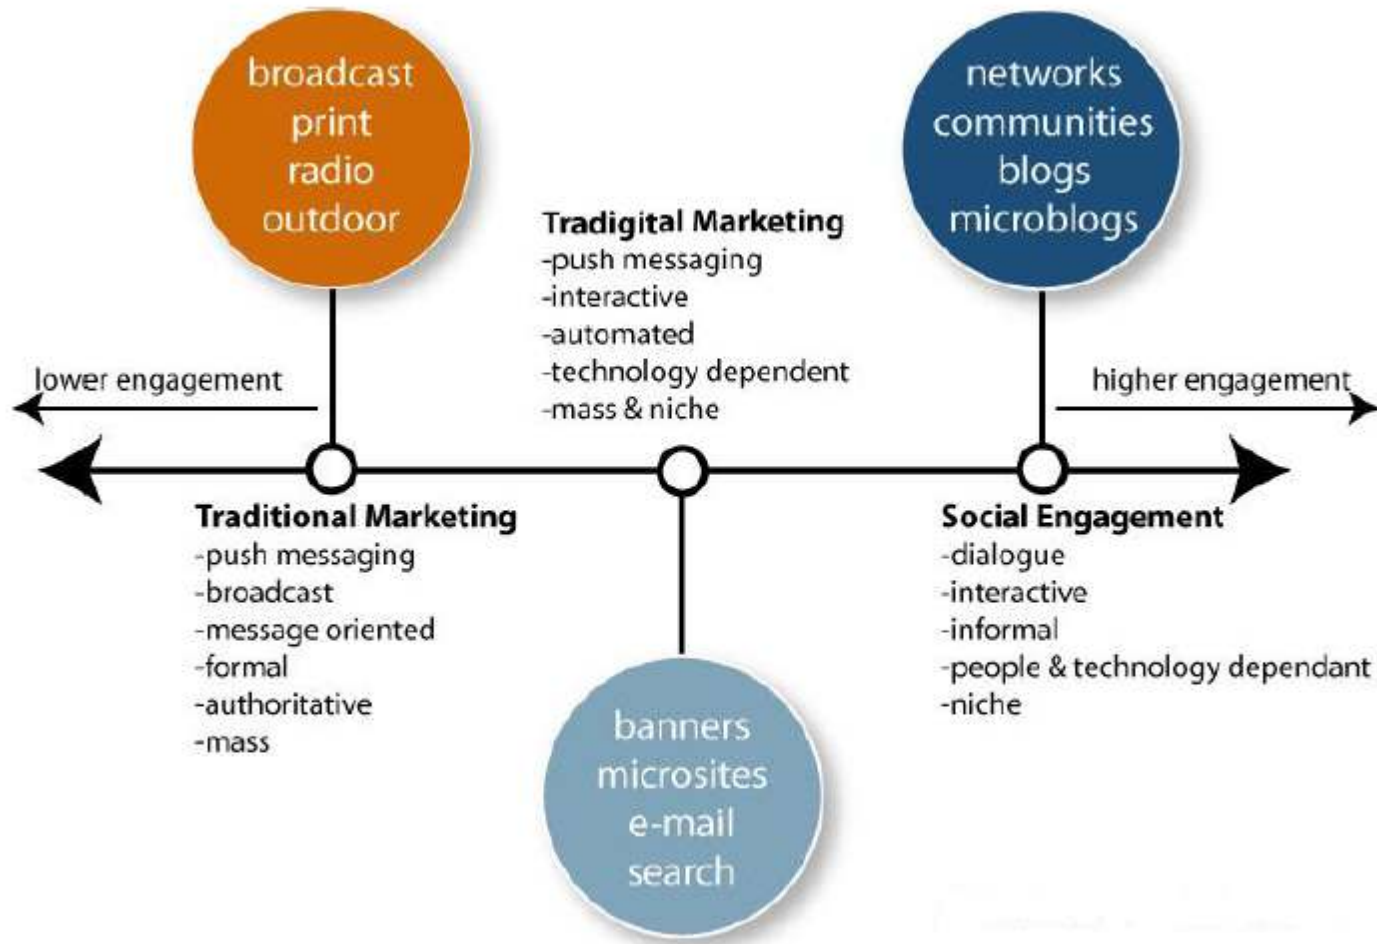 broadcast
print
radio
outdoor
networks
communities
blogs
microblogs
Tradigital Marketing
-push messaging
-interactive
-automated
-technology dependent
-mass & niche
lower engagement
higher engagement
Traditional Marketing
-push messaging
-broadcast
-message oriented
-formal
-authoritative
-mass
Social Engagement
-dialogue
-interactive
-informal
-people & technology dependant
-niche
banners
microsites
e-mail
search